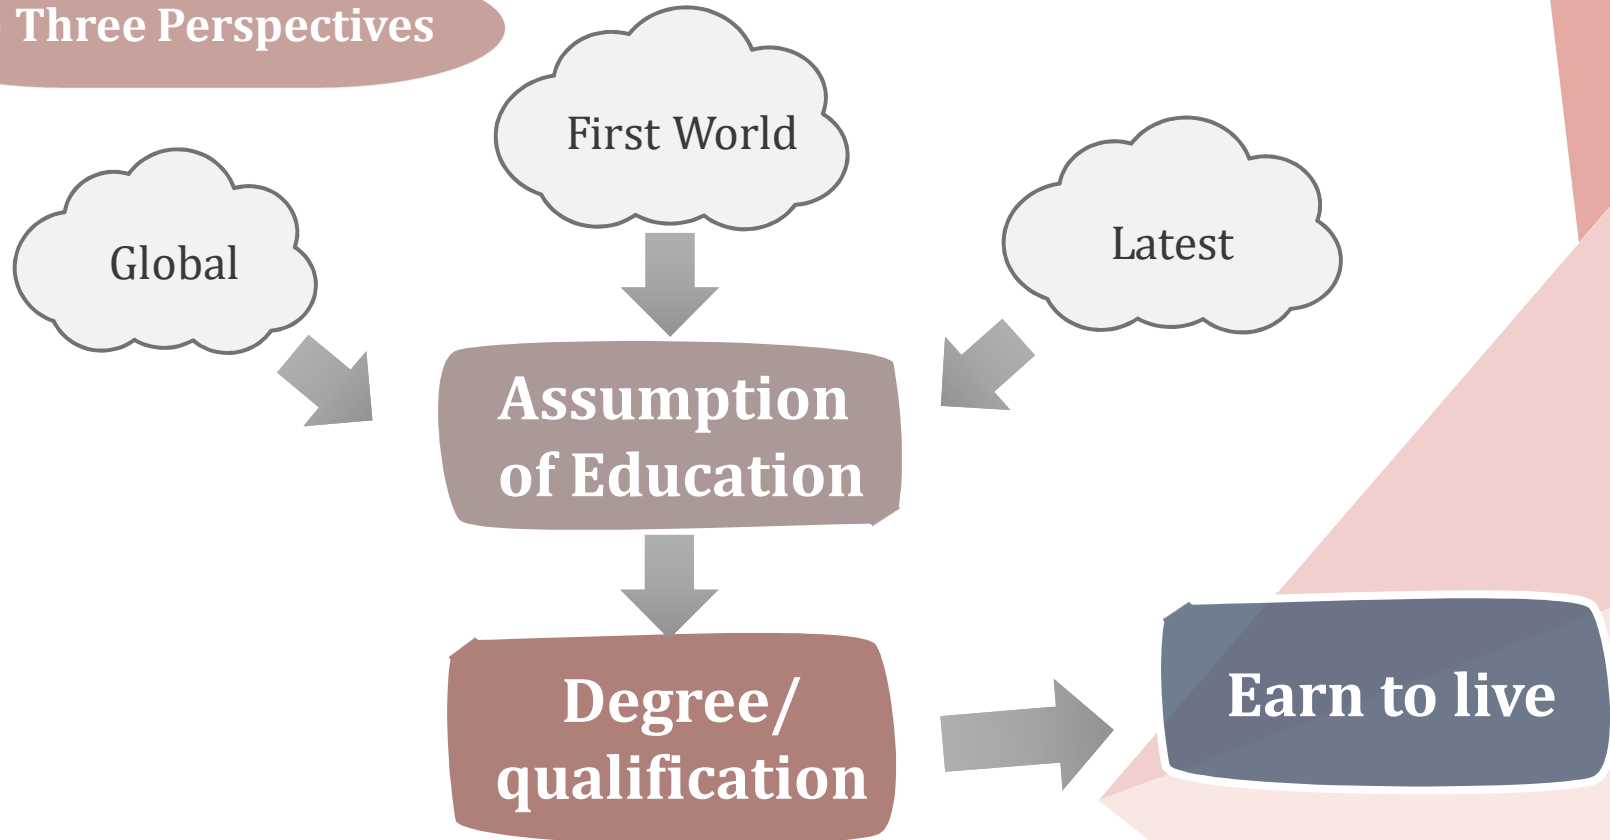 Three Perspectives
First World
Global
Latest
Assumption
of Education
Degree/
qualification
Earn to live